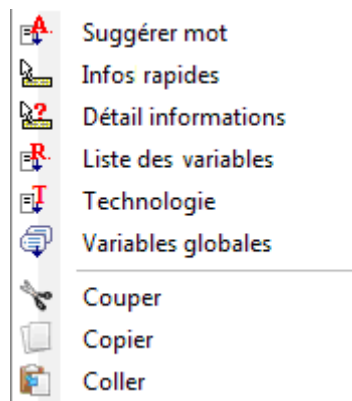 Suggérer mot
Infos rapides
Détail informations
Liste des variables
Technologie
Variables globales
Couper
Copier
Coller